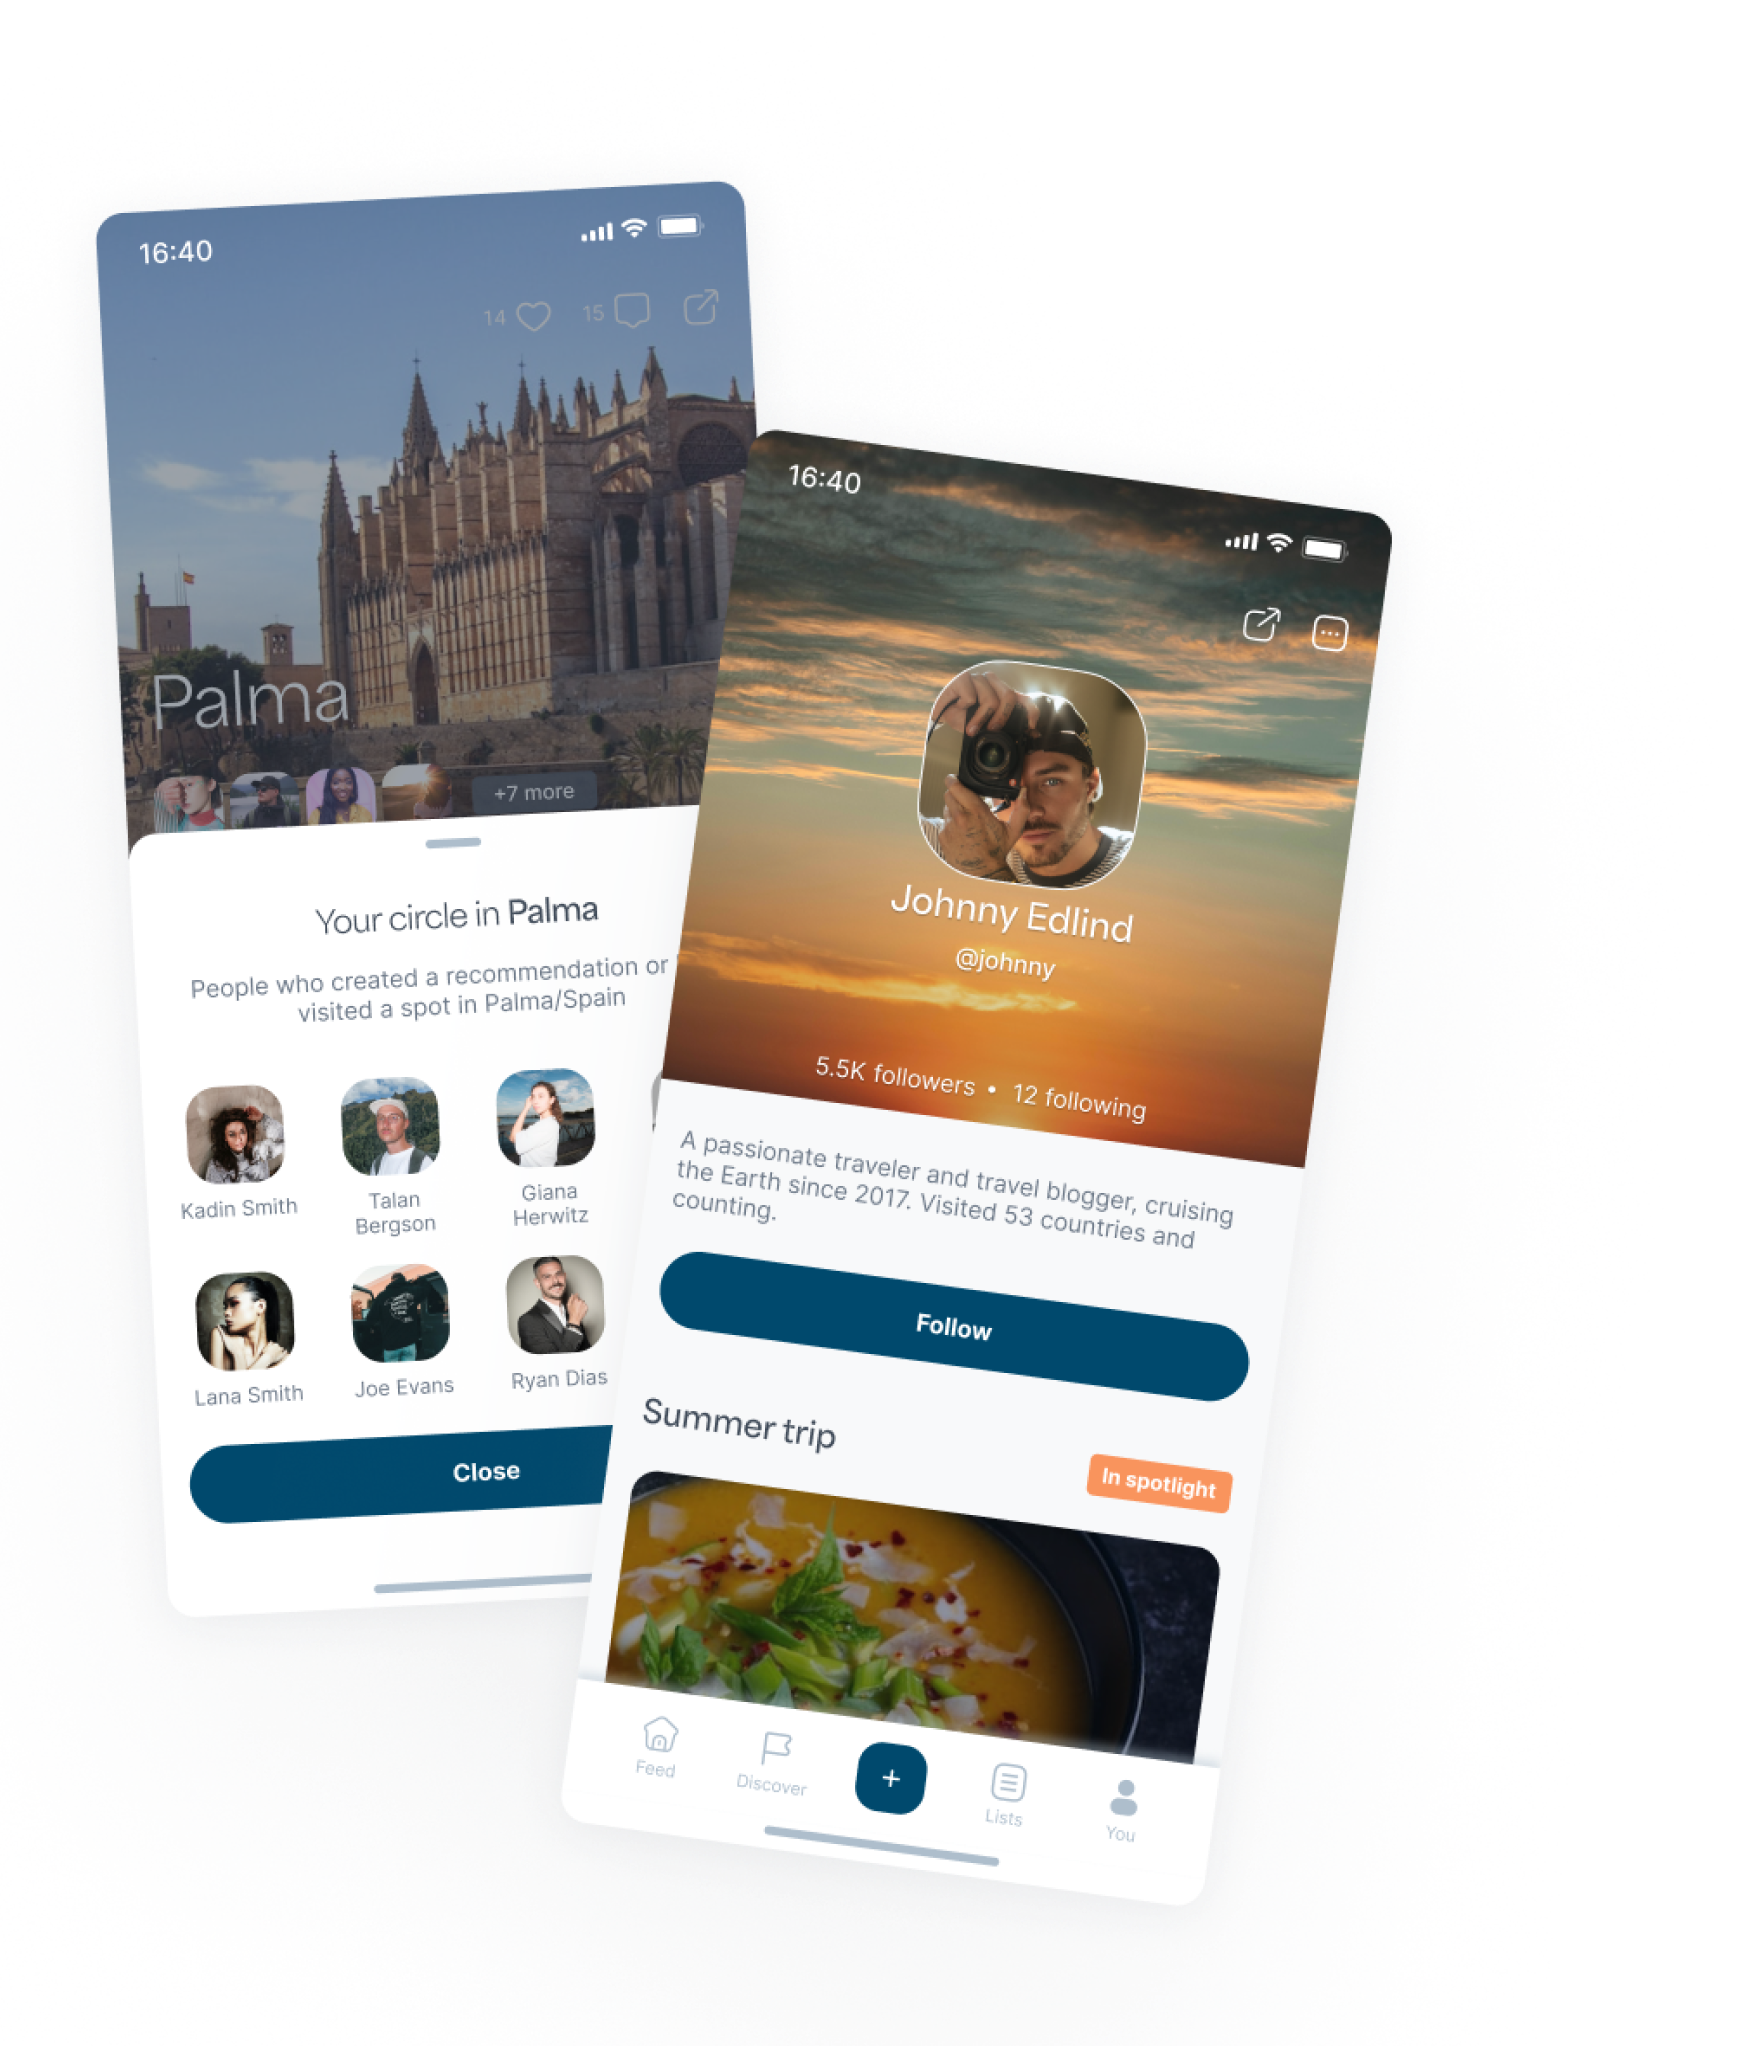 16:40
14
15
Palma
+7 more
Your circle in Palma
People who created a recommendation or
visited a spot in Palma/Spain
Kadin Smith
Talan
Bergson
Giana
Herwitz
Lana Smith
Joe Evans
Ryan Dias
Close
16:40
Johnny Edlind
@johnny
5.5K followers • 12 following
A passionate traveler and travel blogger, cruising
the Earth since 2017. Visited 53 countries and
counting.
Follow
Summer trip
In spotlight
Feed
Discover
+
Lists
You